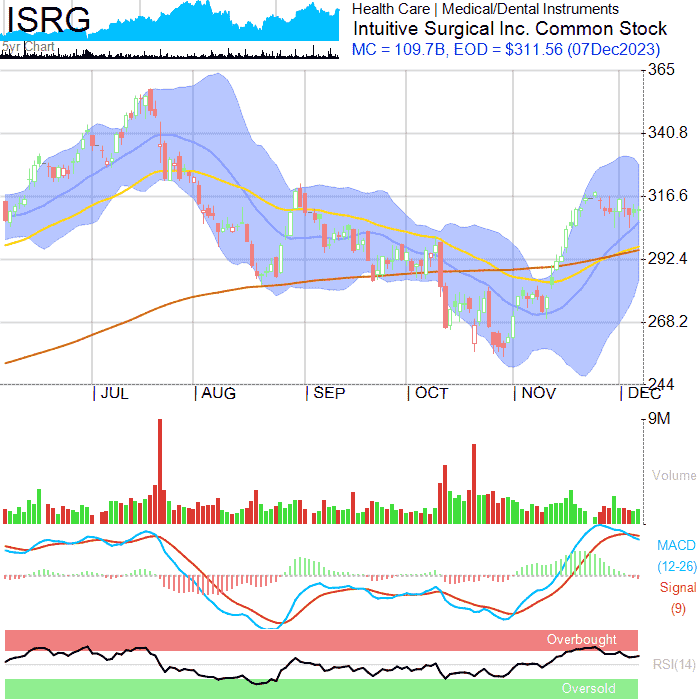 ISRG
5yr Chart
Health Care | Medical/Dental Instruments
Intuitive Surgical Inc. Common Stock
MC = 109.7B, EOD = $311.56 (07Dec2023)
365
340.8
316.6
292.4
268.2
244
JUL AUG SEP OCT NOV DEC
9M
Volume
MACD
(12-26)
Signal
(9)
Overbought
RSI(14)
Oversold